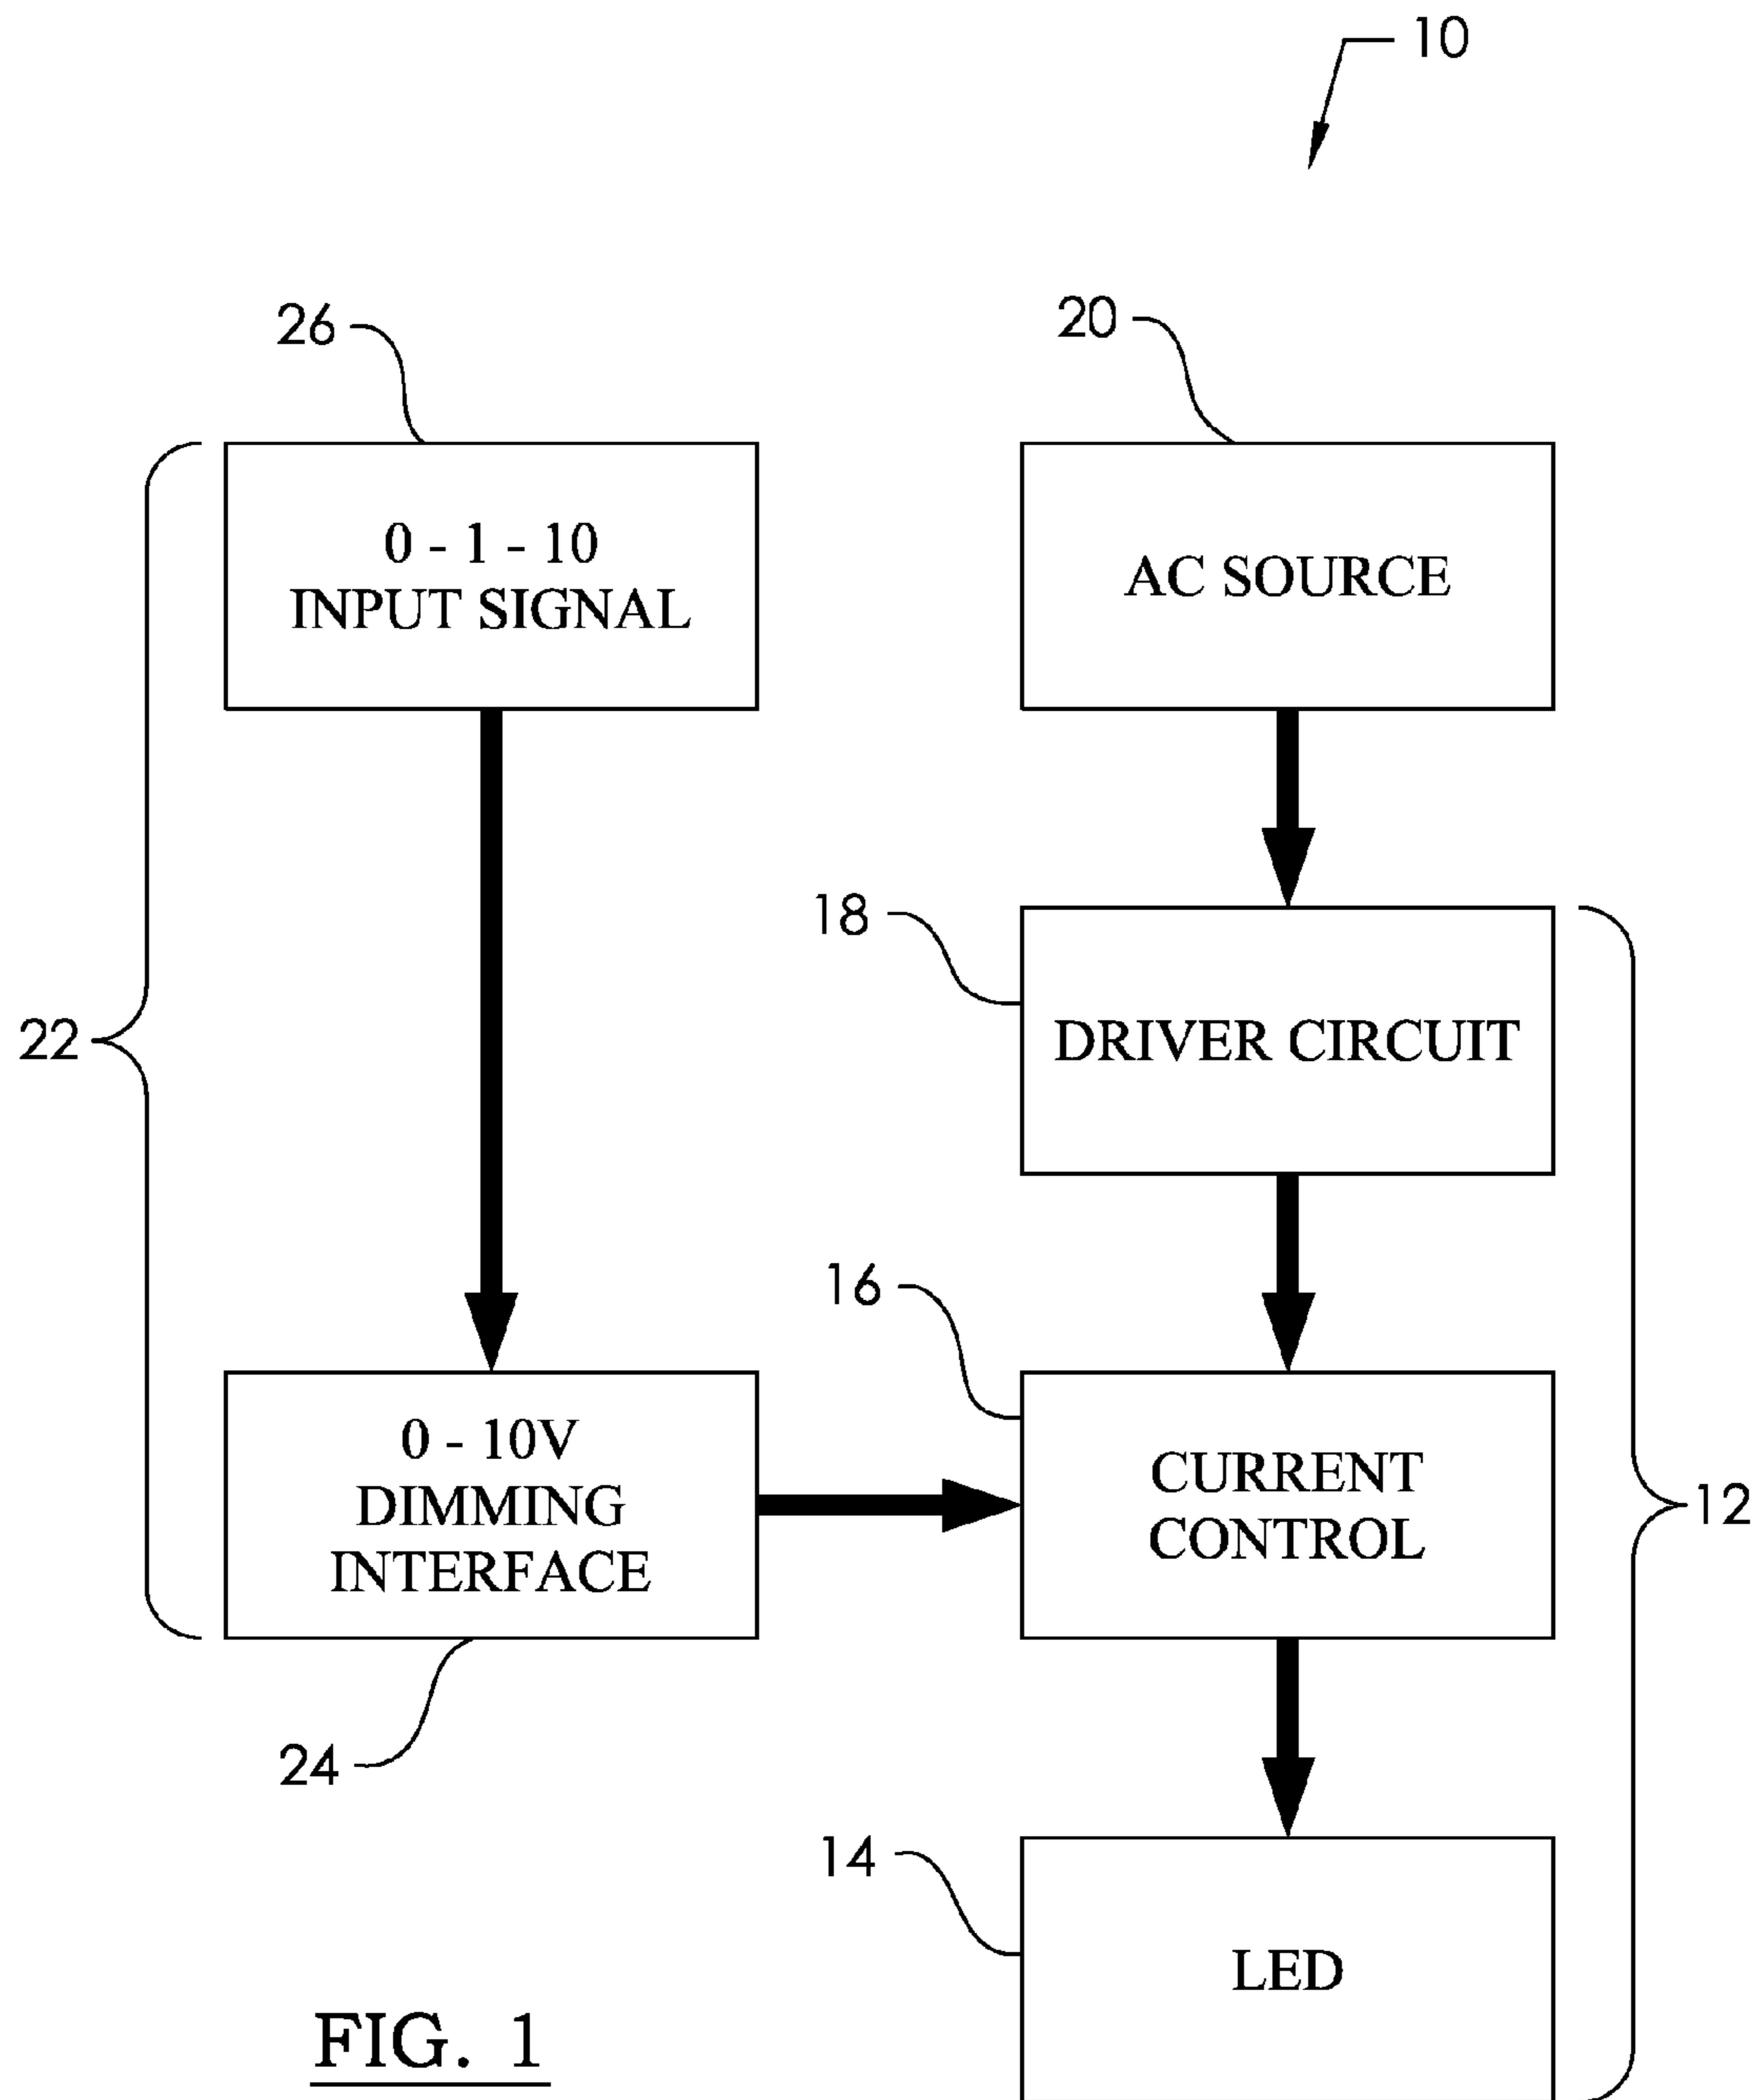 10
26
20
0 - 1 - 10
INPUT SIGNAL
AC SOURCE
18
22
DRIVER CIRCUIT
16
0 - 10V
DIMMING
INTERFACE
CURRENT
CONTROL
12
24
14
LED
FIG. 1